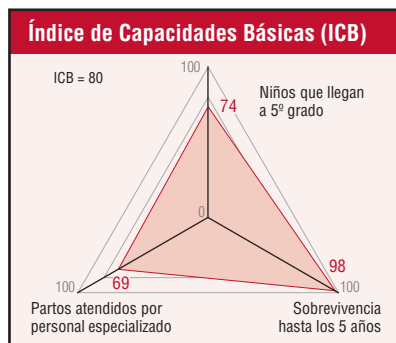 Índice de Capacidades Básicas (ICB)
100
ICB = 80
Niños que llegan
a 5º grado
74
0
98
69
100
100
Partos atendidos por
personal especializado
Sobrevivencia
hasta los 5 años